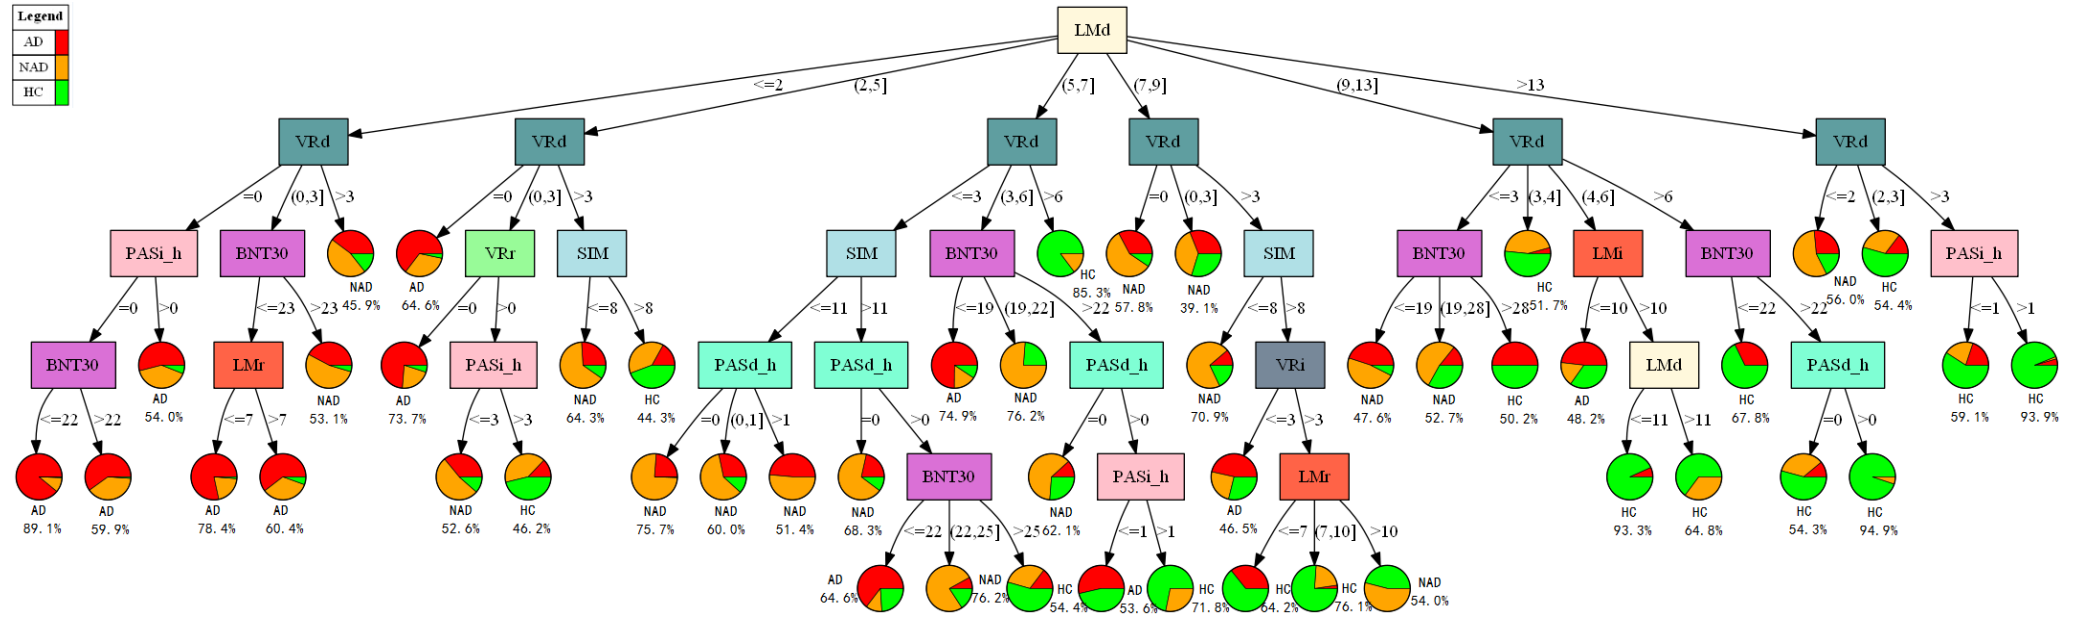 Legend
AD
NAD
HC
LMd
<=2
(2,5]
(5,7]
(7,9]
(9,13]
>13
VRd
VRd
VRd
VRd
VRd
VRd
=0
(0,3]
>3
=0
(0,3]
>3
<=3
(3,6]
>6
=0
(0,3]
>3
<=3
(3,4]
(4,6]
>6
<=2
(2,3]
>3
PASi_h
BNT30
NAD
45.9%
AD
64.6%
VRr
SIM
SIM
BNT30
HC
85.3%
NAD
57.8%
NAD
39.1%
SIM
BNT30
HC
51.7%
LMi
BNT30
NAD
56.0%
HC
54.4%
PASi_h
=0
>0
<=23
>23
=0
>0
<=8
>8
<=11
>11
<=19
(19,22]
>22
<=8
>8
<=19
(19,28]
>28
<=10
>10
<=22
>22
<=1
>1
BNT30
AD
54.0%
LMr
NAD
53.1%
AD
73.7%
PASi_h
NAD
64.3%
HC
44.3%
PASd_h
PASd_h
AD
74.9%
NAD
76.2%
PASd_h
NAD
70.9%
VRi
NAD
47.6%
NAD
52.7%
HC
50.2%
AD
48.2%
LMd
HC
67.8%
PASd_h
HC
59.1%
HC
93.9%
<=22
>22
<=7
>7
<=3
>3
=0
(0,1]
>1
=0
>0
=0
>0
<=3
>3
<=11
>11
=0
>0
AD
89.1%
AD
59.9%
AD
78.4%
AD
60.4%
NAD
52.6%
HC
46.2%
NAD
75.7%
NAD
60.0%
NAD
51.4%
NAD
68.3%
BNT30
NAD
62.1%
PASi_h
AD
46.5%
LMr
HC
93.3%
HC
64.8%
HC
54.3%
HC
94.9%
<=22
(22,25]
>25
<=1
>1
<=7
(7,10]
>10
AD
64.6%
NAD
76.2%
HC
54.4%
AD
53.6%
HC
71.8%
HC
64.2%
HC
76.1%
NAD
54.0%